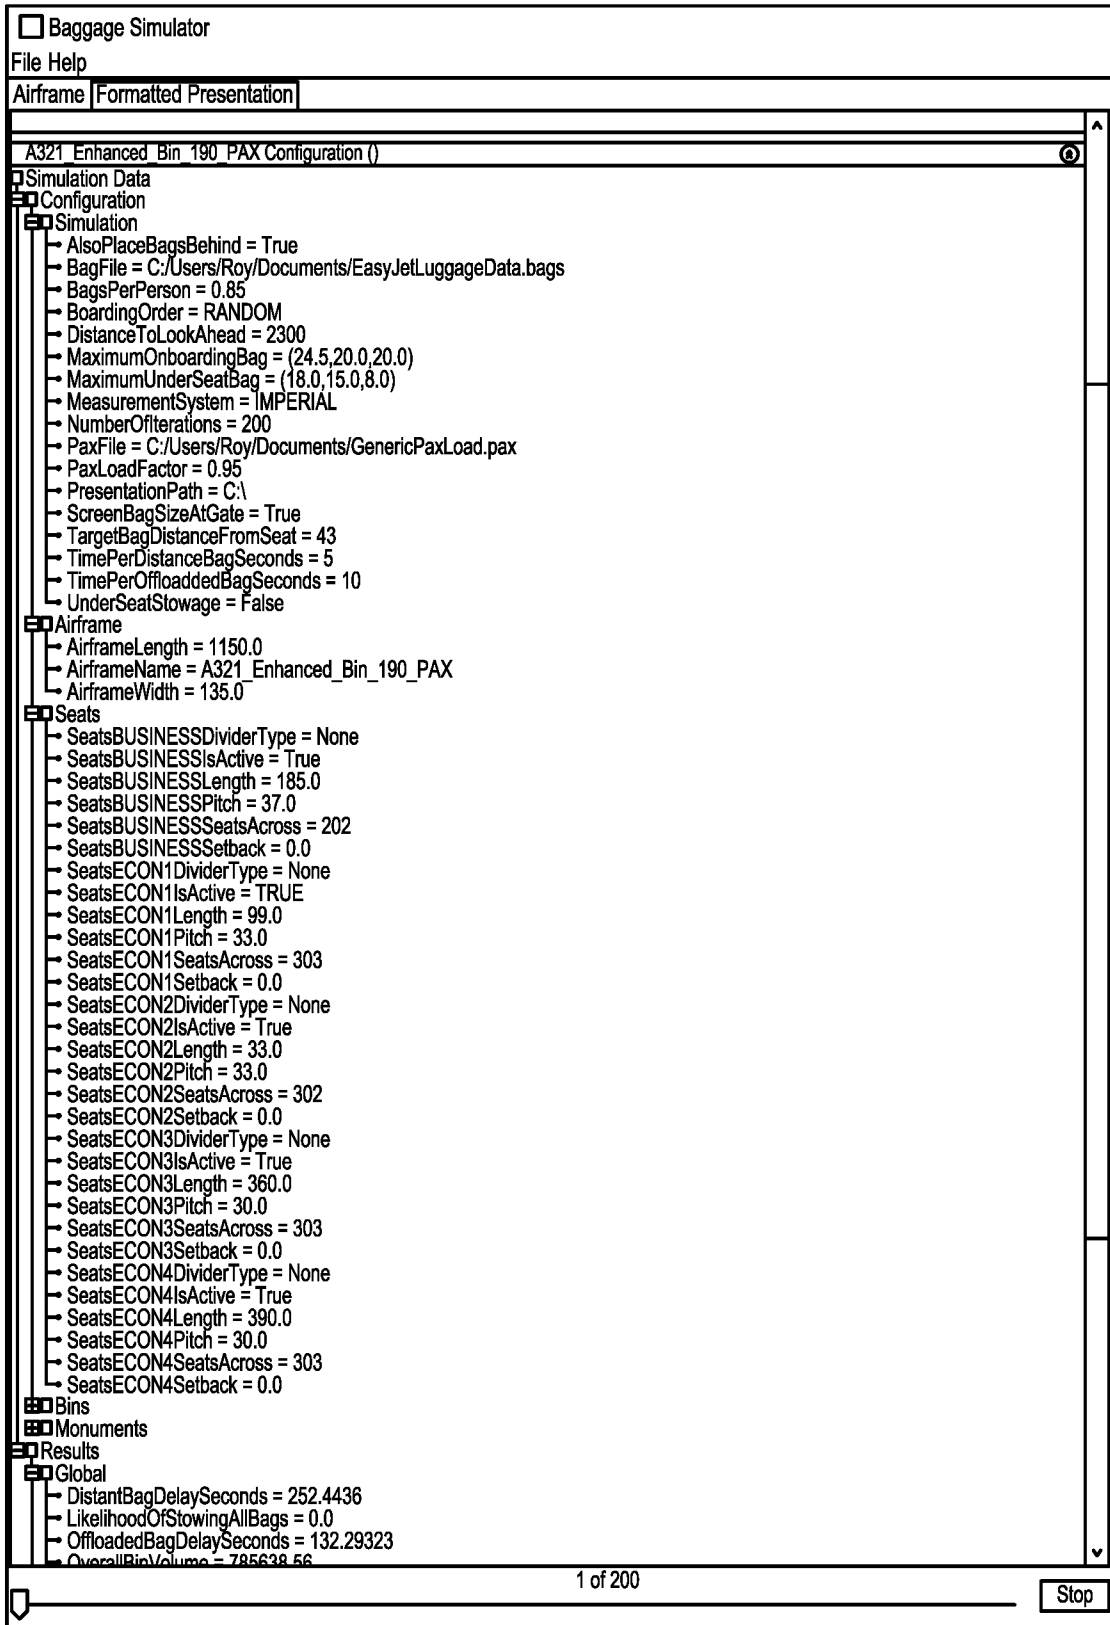 Baggage Simulator
File Help
Airframe Formatted Presentation
A321_Enhanced_Bin_190_PAX Configuration ()
Simulation Data
Configuration
Simulation
AlsoPlaceBagsBehind = True
BagFile = C:/Users/Roy/Documents/EasyJetLuggageData.bags
BagsPerPerson = 0.85
BoardingOrder = RANDOM
DistanceToLookAhead = 2300
MaximumOnboardingBag = (24.5,20.0,20.0)
MaximumUnderSeatBag = (18.0,15.0,8.0)
MeasurementSystem = IMPERIAL
NumberOfIterations = 200
PaxFile = C:/Users/Roy/Documents/GenericPaxLoad.pax
PaxLoadFactor = 0.95
PresentationPath = C:\
ScreenBagSizeAtGate = True
TargetBagDistanceFromSeat = 43
TimePerDistanceBagSeconds = 5
TimePerOffloaddedBagSeconds = 10
UnderSeatStowage = False
Airframe
AirframeLength = 1150.0
AirframeName = A321_Enhanced_Bin_190_PAX
AirframeWidth = 135.0
Seats
SeatsBUSINESSDividerType = None
SeatsBUSINESSIsActive = True
SeatsBUSINESSLength = 185.0
SeatsBUSINESSPitch = 37.0
SeatsBUSINESSSeatsAcross = 202
SeatsBUSINESSSetback = 0.0
SeatsECON1DividerType = None
SeatsECON1IsActive = TRUE
SeatsECON1Length = 99.0
SeatsECON1Pitch = 33.0
SeatsECON1SeatsAcross = 303
SeatsECON1Setback = 0.0
SeatsECON2DividerType = None
SeatsECON2IsActive = True
SeatsECON2Length = 33.0
SeatsECON2Pitch = 33.0
SeatsECON2SeatsAcross = 302
SeatsECON2Setback = 0.0
SeatsECON3DividerType = None
SeatsECON3IsActive = True
SeatsECON3Length = 360.0
SeatsECON3Pitch = 30.0
SeatsECON3SeatsAcross = 303
SeatsECON3Setback = 0.0
SeatsECON4DividerType = None
SeatsECON4IsActive = True
SeatsECON4Length = 390.0
SeatsECON4Pitch = 30.0
SeatsECON4SeatsAcross = 303
SeatsECON4Setback = 0.0
Bins
Monuments
Results
Global
DistantBagDelaySeconds = 252.4436
LikelihoodOfStowingAllBags = 0.0
OffloadedBagDelaySeconds = 132.29323
OverallBinVolume = 785638.56
1 of 200
Stop